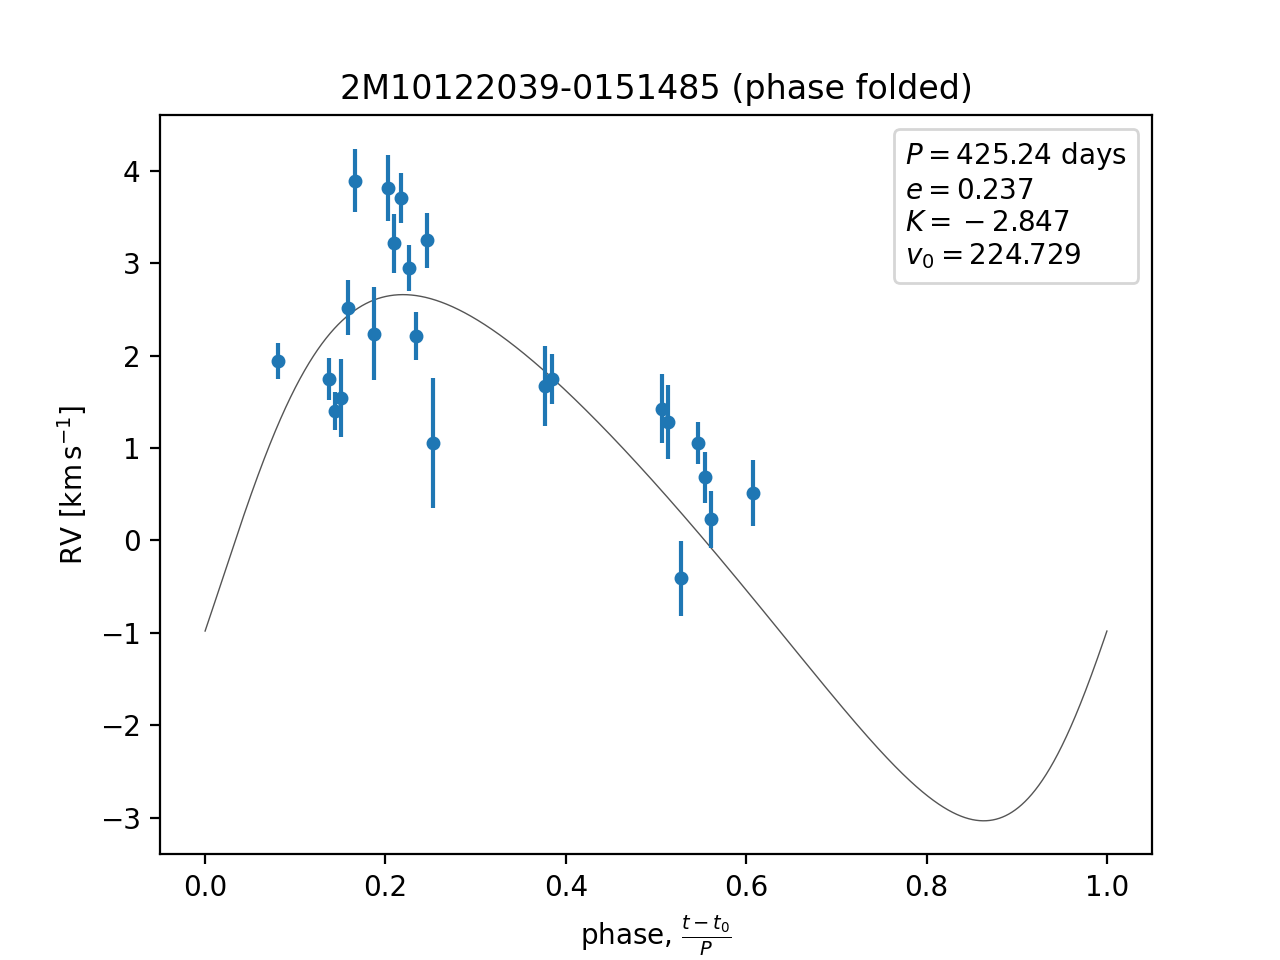 2M10122039-0151485 (phase folded)
P = 425.24 days
e = 0.237
K = −2.847
v₀ = 224.729
RV [km s⁻¹]
4
3
2
1
0
−1
−2
−3
0.0 0.2 0.4 0.6 0.8 1.0
phase, (t − t₀)/P